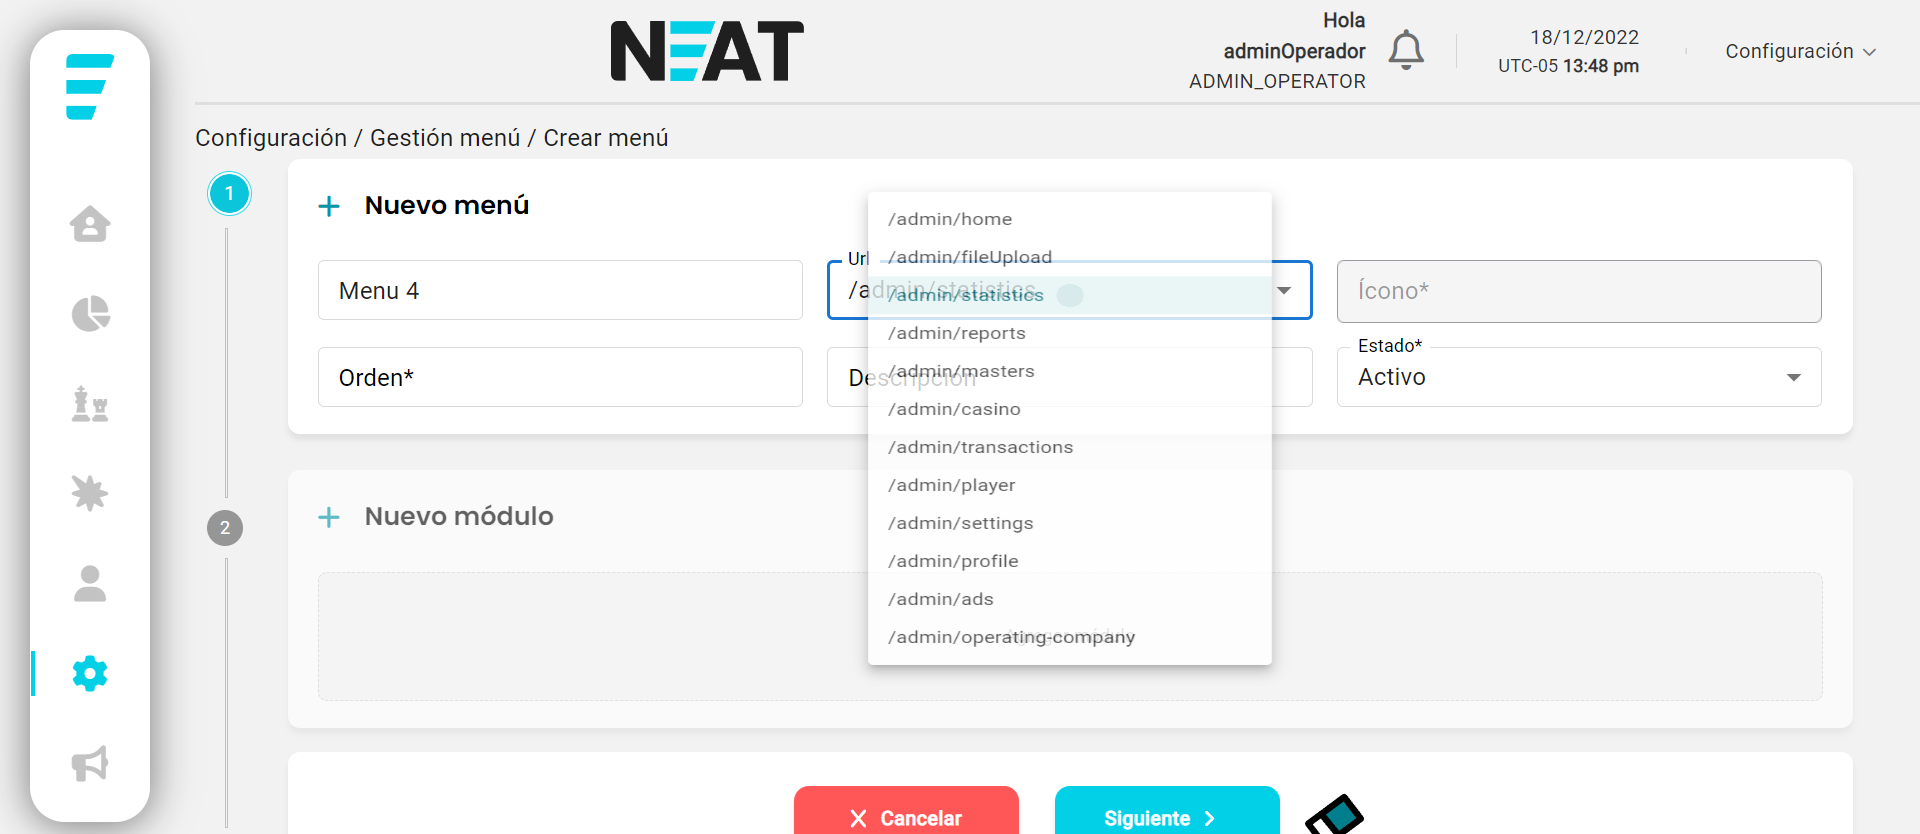 NEAT
Hola
adminOperador
ADMIN_OPERATOR
18/12/2022
UTC-05 13:48 pm
Configuración
Configuración / Gestión menú / Crear menú
1
Nuevo menú
Menu 4
Url
/admin/statistics
Ícono*
Orden*
Descripción
Estado*
Activo
/admin/home
/admin/fileUpload
/admin/statistics
/admin/reports
/admin/masters
/admin/casino
/admin/transactions
/admin/player
/admin/settings
/admin/profile
/admin/ads
/admin/operating-company
2
Nuevo módulo
Cancelar
Siguiente